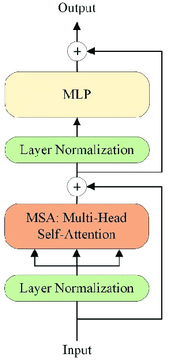 Output
+
MLP
Layer Normalization
+
MSA: Multi-Head
Self-Attention
Layer Normalization
Input